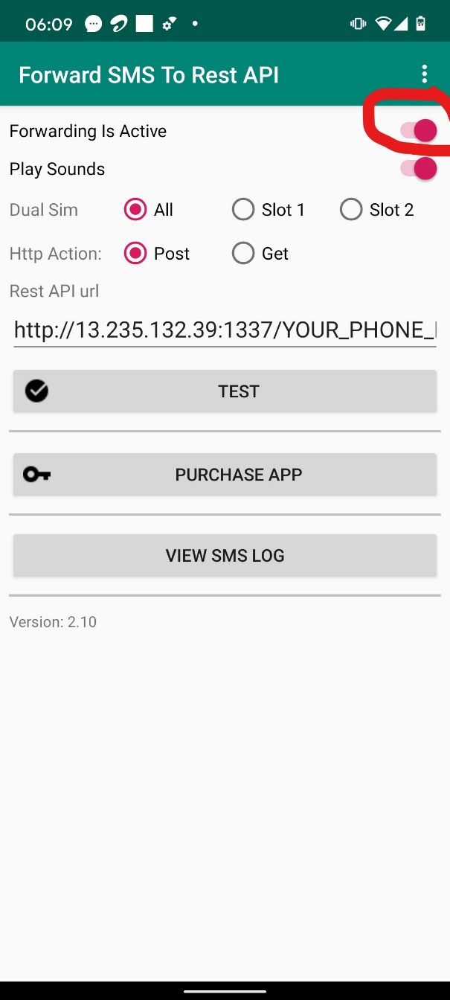 06:09
Forward SMS To Rest API
Forwarding Is Active
Play Sounds
Dual Sim All Slot 1 Slot 2
Http Action: Post Get
Rest API url
http://13.235.132.39:1337/YOUR_PHONE_
TEST
PURCHASE APP
VIEW SMS LOG
Version: 2.10